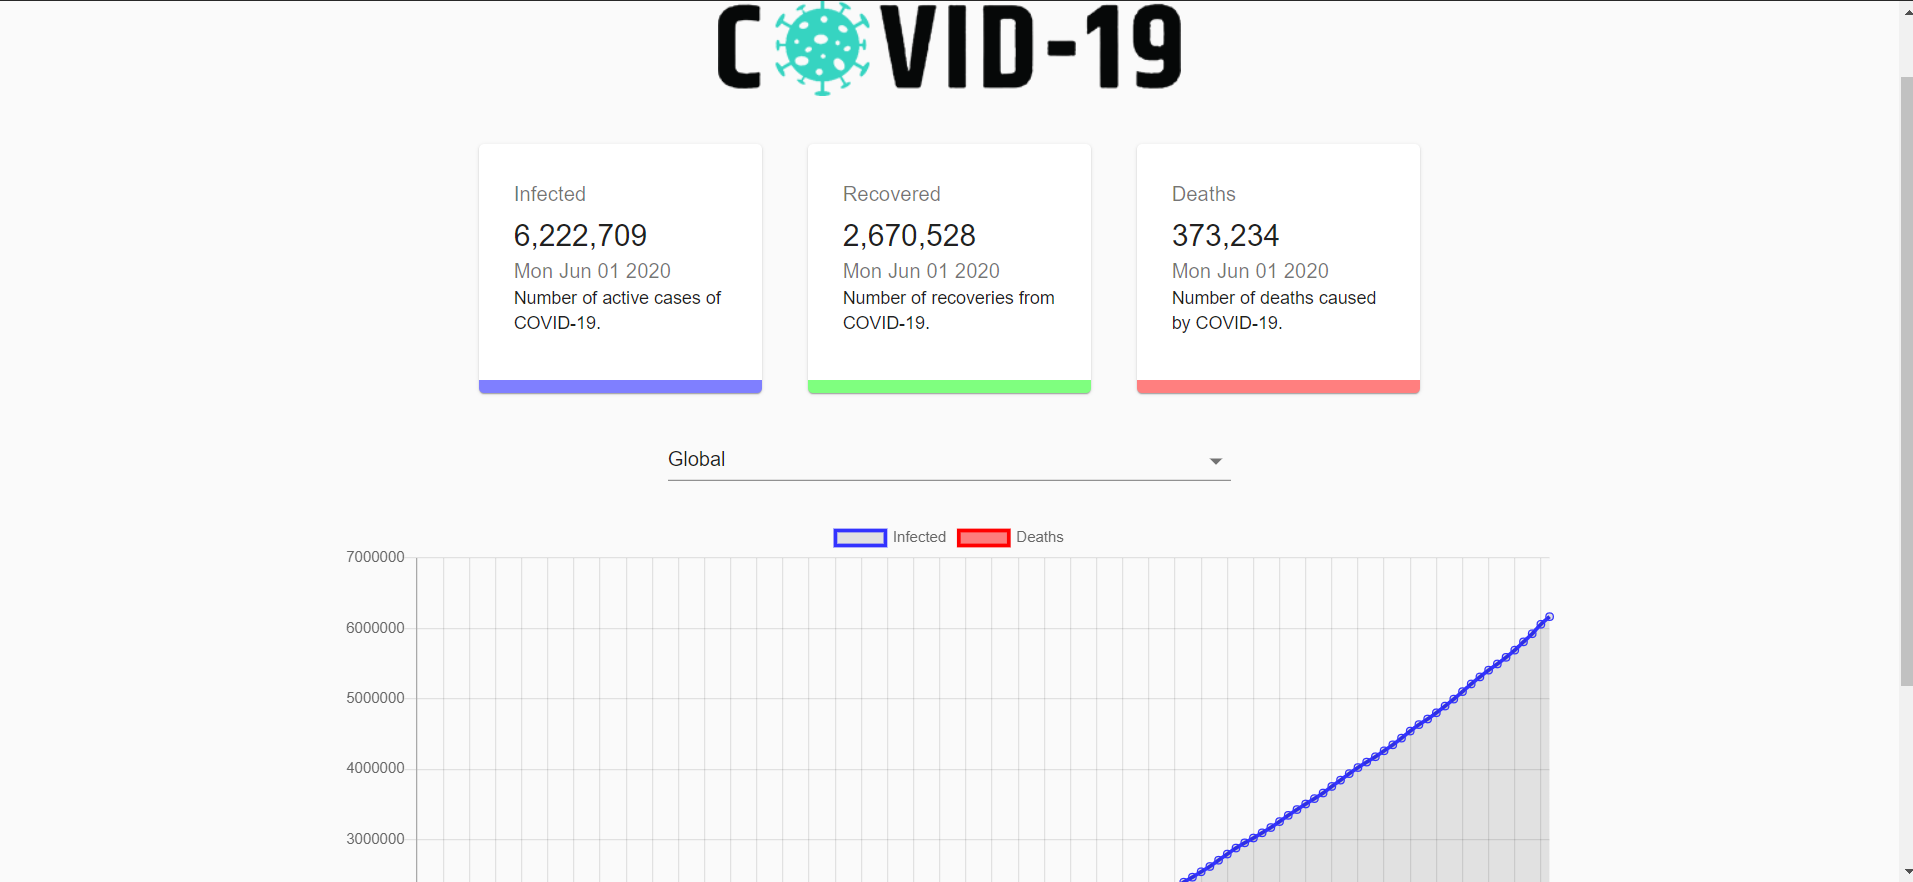 COVID-19
Infected
6,222,709
Mon Jun 01 2020
Number of active cases of
COVID-19.
Recovered
2,670,528
Mon Jun 01 2020
Number of recoveries from
COVID-19.
Deaths
373,234
Mon Jun 01 2020
Number of deaths caused
by COVID-19.
Global
Infected
Deaths
7000000
6000000
5000000
4000000
3000000